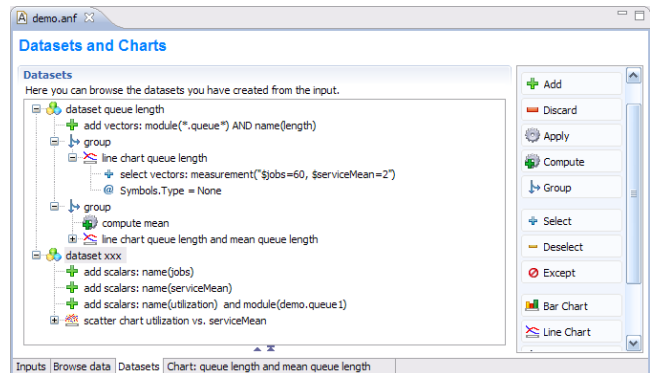 demo.anf
Datasets and Charts
Datasets
Here you can browse the datasets you have created from the input.
dataset queue length
add vectors: module(*.queue*) AND name(length)
group
line chart queue length
select vectors: measurement("$jobs=60, $serviceMean=2")
@ Symbols.Type = None
group
compute mean
line chart queue length and mean queue length
dataset xxx
add scalars: name(jobs)
add scalars: name(serviceMean)
add scalars: name(utilization) and module(demo.queue1)
scatter chart utilization vs. serviceMean
Add
Discard
Apply
Compute
Group
Select
Deselect
Except
Bar Chart
Line Chart
Inputs Browse data Datasets Chart: queue length and mean queue length